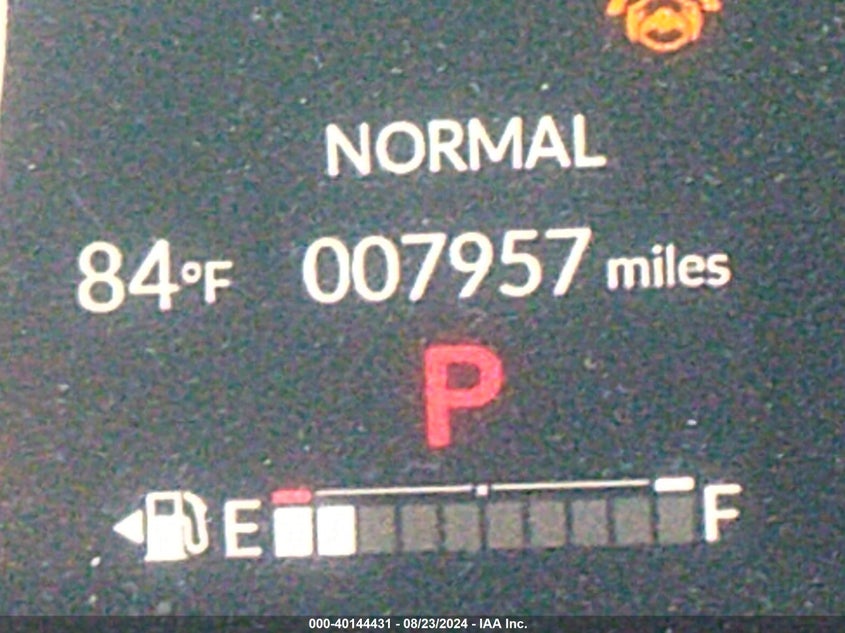 NORMAL
84°F 007957 miles
P
E F
000-40144431 - 08/23/2024 - IAA Inc.